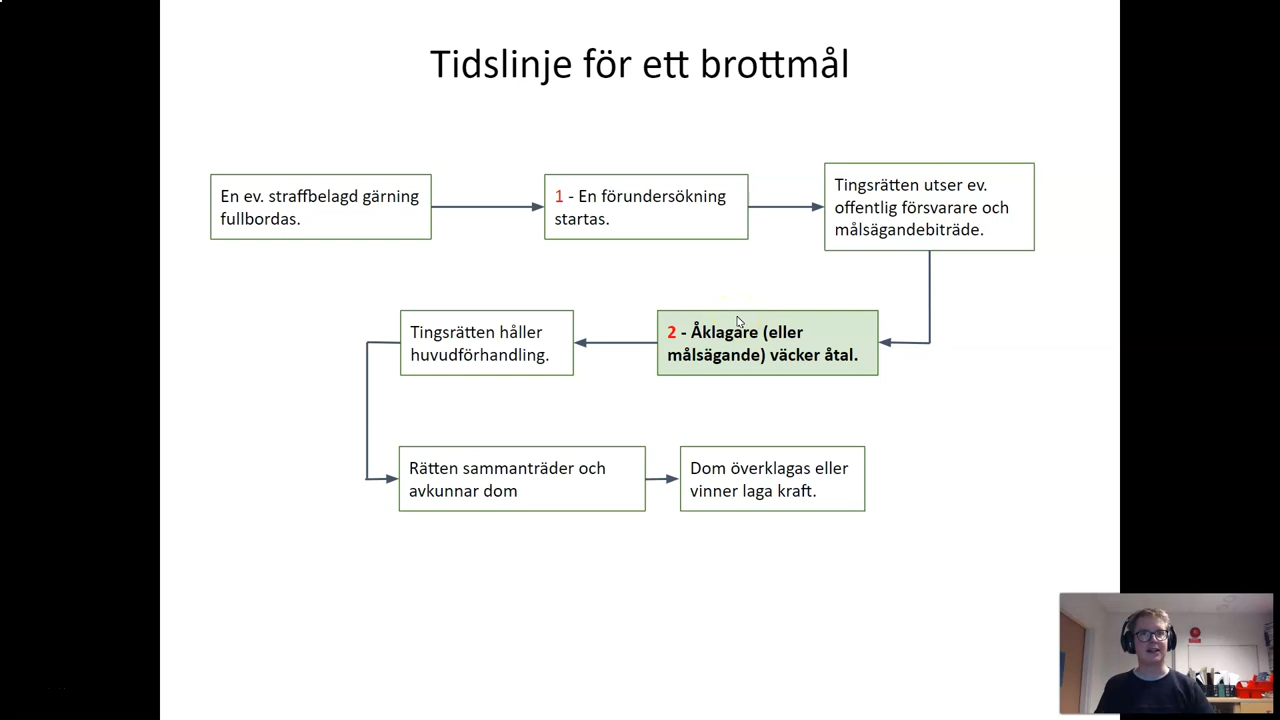 Tidslinje för ett brottmål
En ev. straffbelagd gärning
fullbordas.
1 - En förundersökning
startas.
Tingsrätten utser ev.
offentlig försvarare och
målsägandebiträde.
2 - Åklagare (eller
målsägande) väcker åtal.
Tingsrätten håller
huvudförhandling.
Rätten sammanträder och
avkunnar dom
Dom överklagas eller
vinner laga kraft.